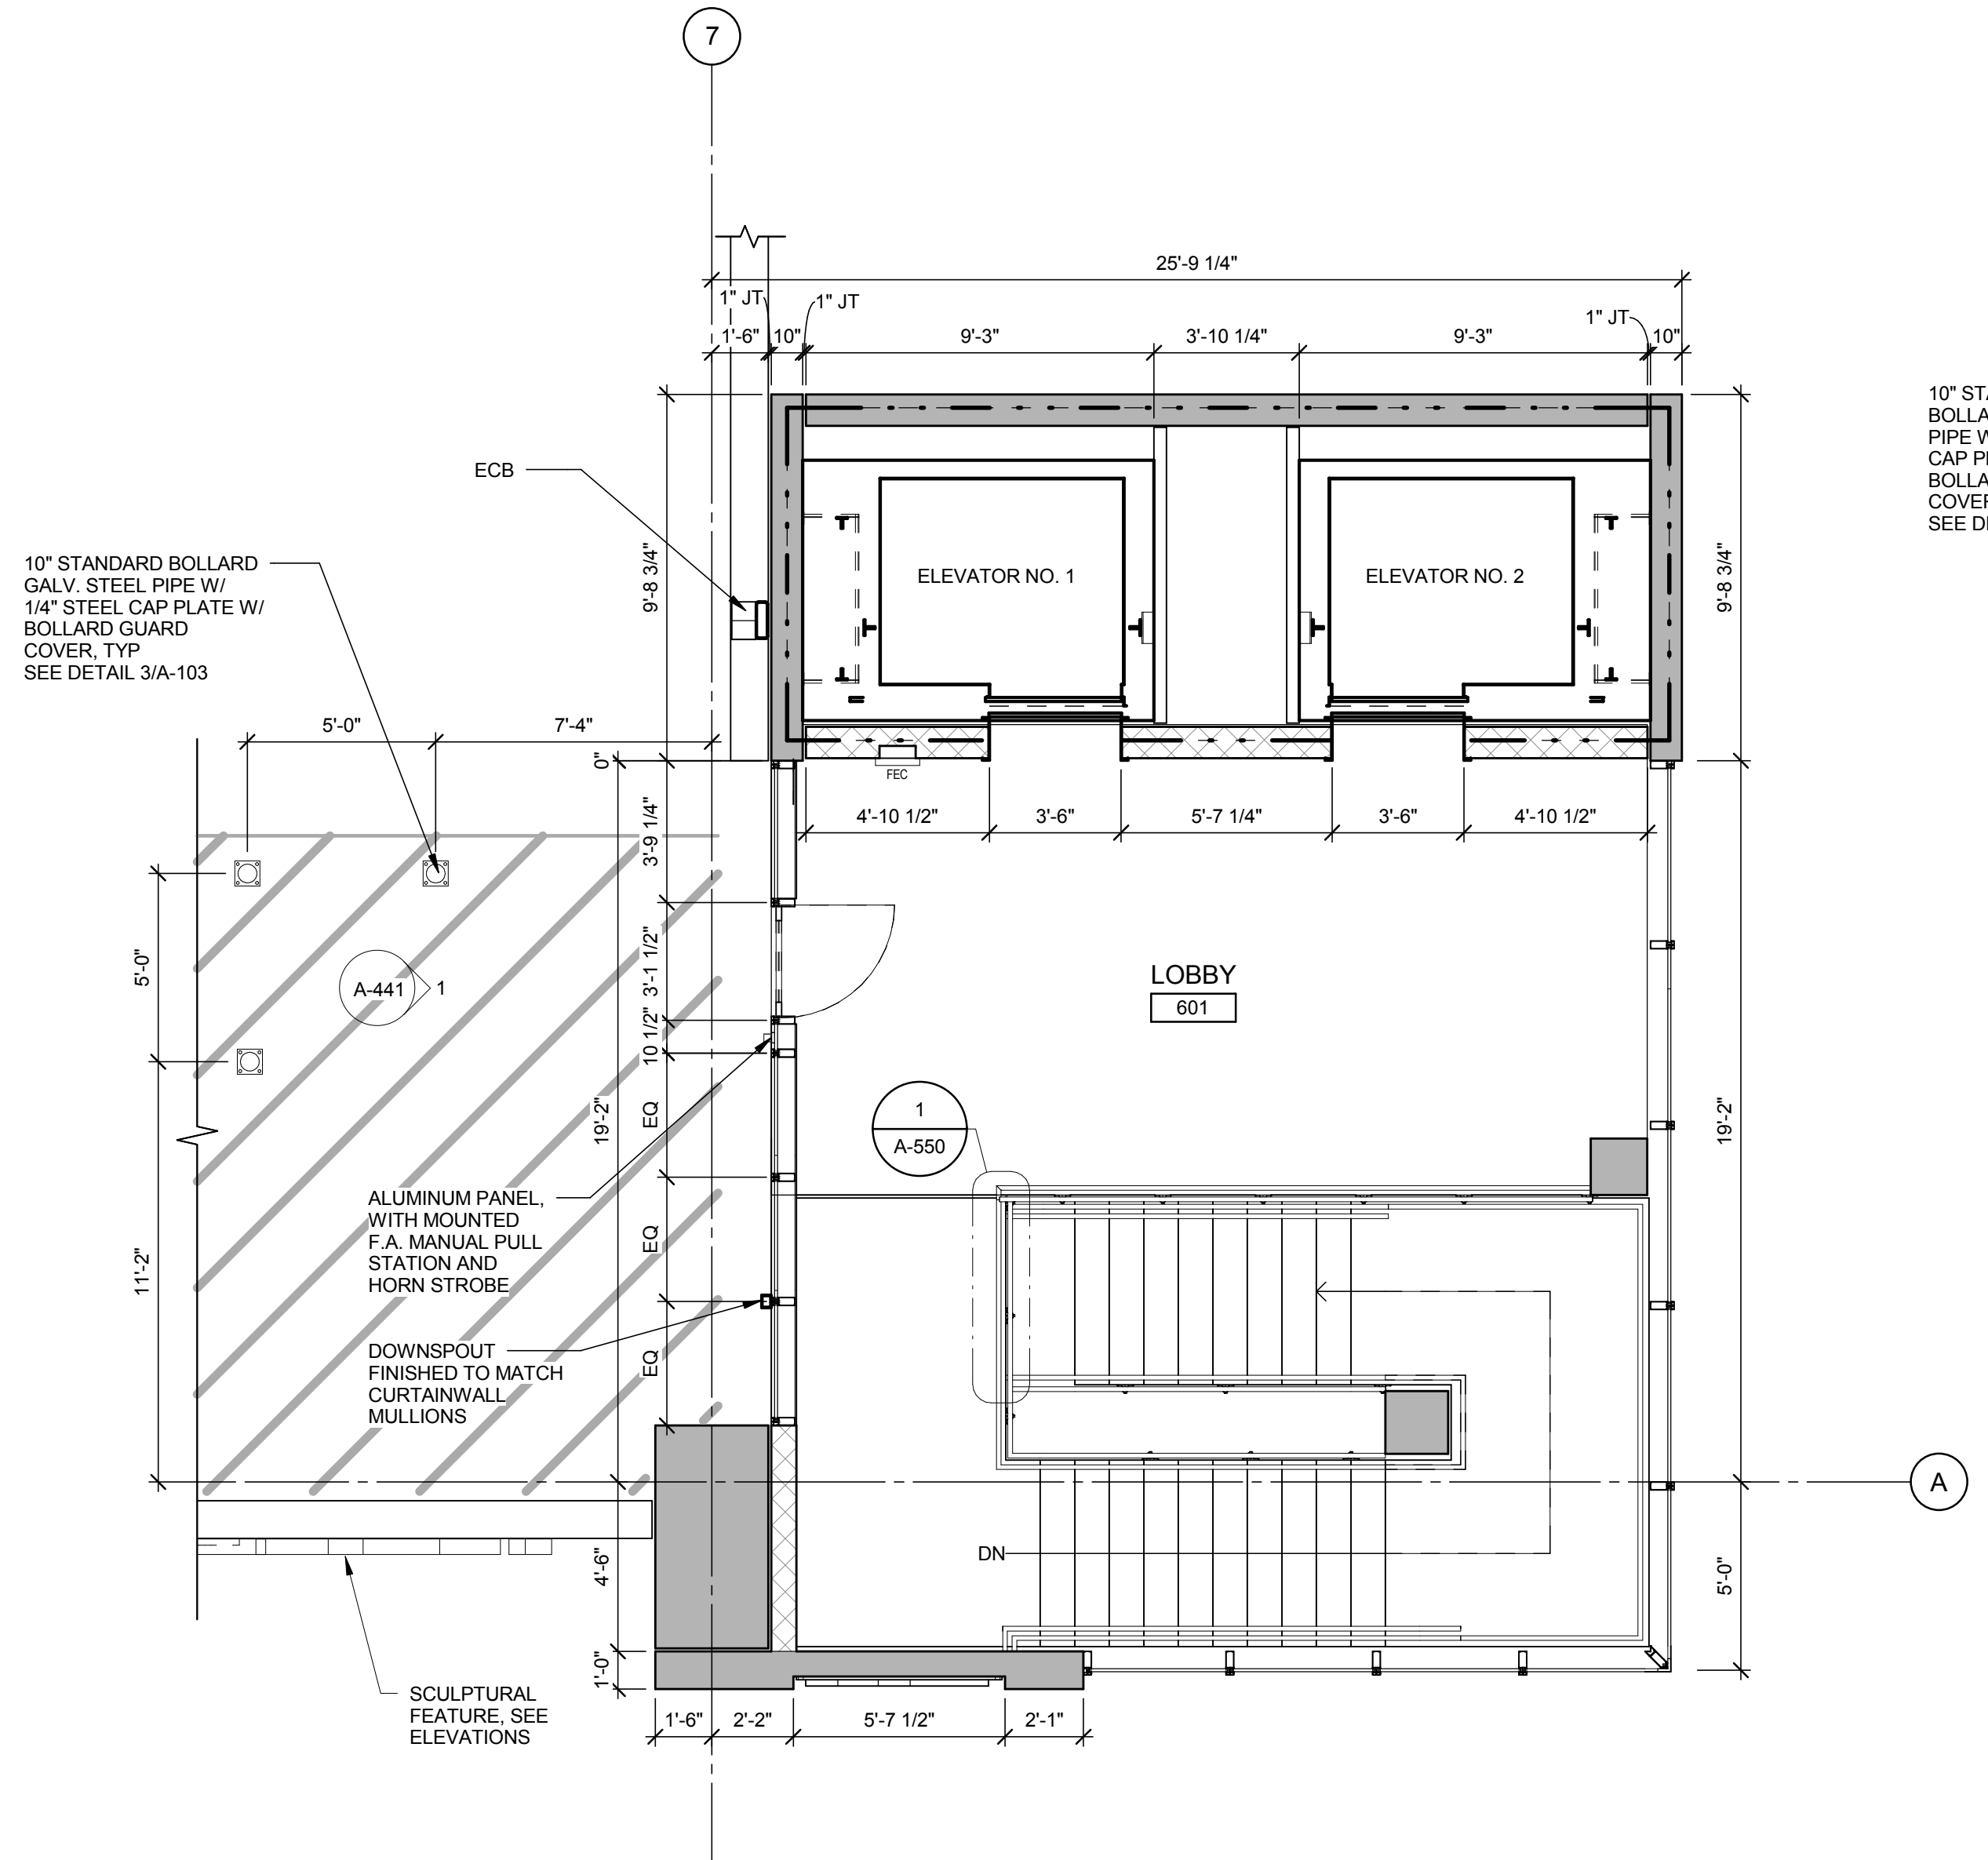 7
25'-9 1/4"
1" JT
1" JT
1" JT
1'-6"
10"
9'-3"
3'-10 1/4"
9'-3"
10"
ECB
9'-8 3/4"
9'-8 3/4"
ELEVATOR NO. 1
ELEVATOR NO. 2
10" STANDARD BOLLARD
GALV. STEEL PIPE W/
1/4" STEEL CAP PLATE W/
BOLLARD GUARD
COVER, TYP
SEE DETAIL 3/A-103
5'-0"
7'-4"
0"
FEC
4'-10 1/2"
3'-6"
5'-7 1/4"
3'-6"
4'-10 1/2"
3'-9 1/4"
3'-1 1/2"
10 1/2"
EQ
EQ
EQ
19'-2"
19'-2"
5'-0"
11'-2"
A-441
1
LOBBY
601
1
A-550
ALUMINUM PANEL,
WITH MOUNTED
F.A. MANUAL PULL
STATION AND
HORN STROBE
DOWNSPOUT
FINISHED TO MATCH
CURTAINWALL
MULLIONS
A
DN
4'-6"
1'-0"
5'-0"
SCULPTURAL
FEATURE, SEE
ELEVATIONS
1'-6"
2'-2"
5'-7 1/2"
2'-1"
10"
BOLLA
PIPE
CAP
BOLLA
COVER
SEE